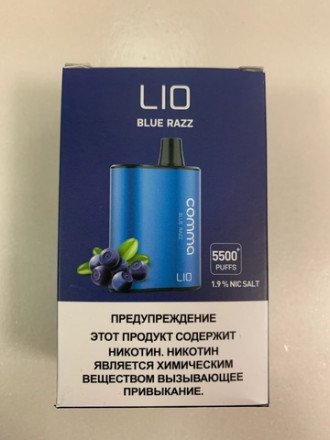 LIO
BLUE RAZZ
comma
BLUE RAZZ
LIO
5500+
PUFFS
1.9 % NIC SALT
ПРЕДУПРЕЖДЕНИЕ
ЭТОТ ПРОДУКТ СОДЕРЖИТ
НИКОТИН. НИКОТИН
ЯВЛЯЕТСЯ ХИМИЧЕСКИМ
ВЕЩЕСТВОМ ВЫЗЫВАЮЩЕЕ
ПРИВЫКАНИЕ.